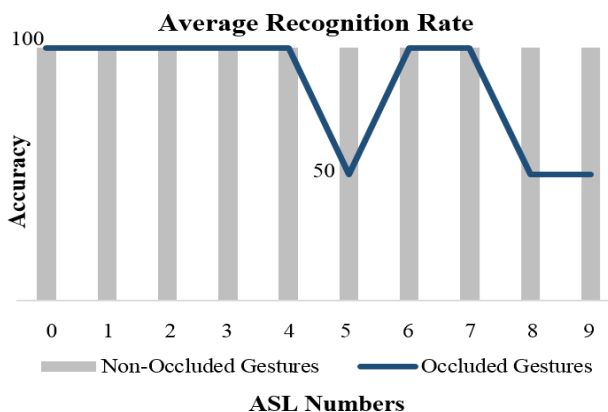 Average Recognition Rate
100
Accuracy
50
0 1 2 3 4 5 6 7 8 9
Non-Occluded Gestures Occluded Gestures
ASL Numbers